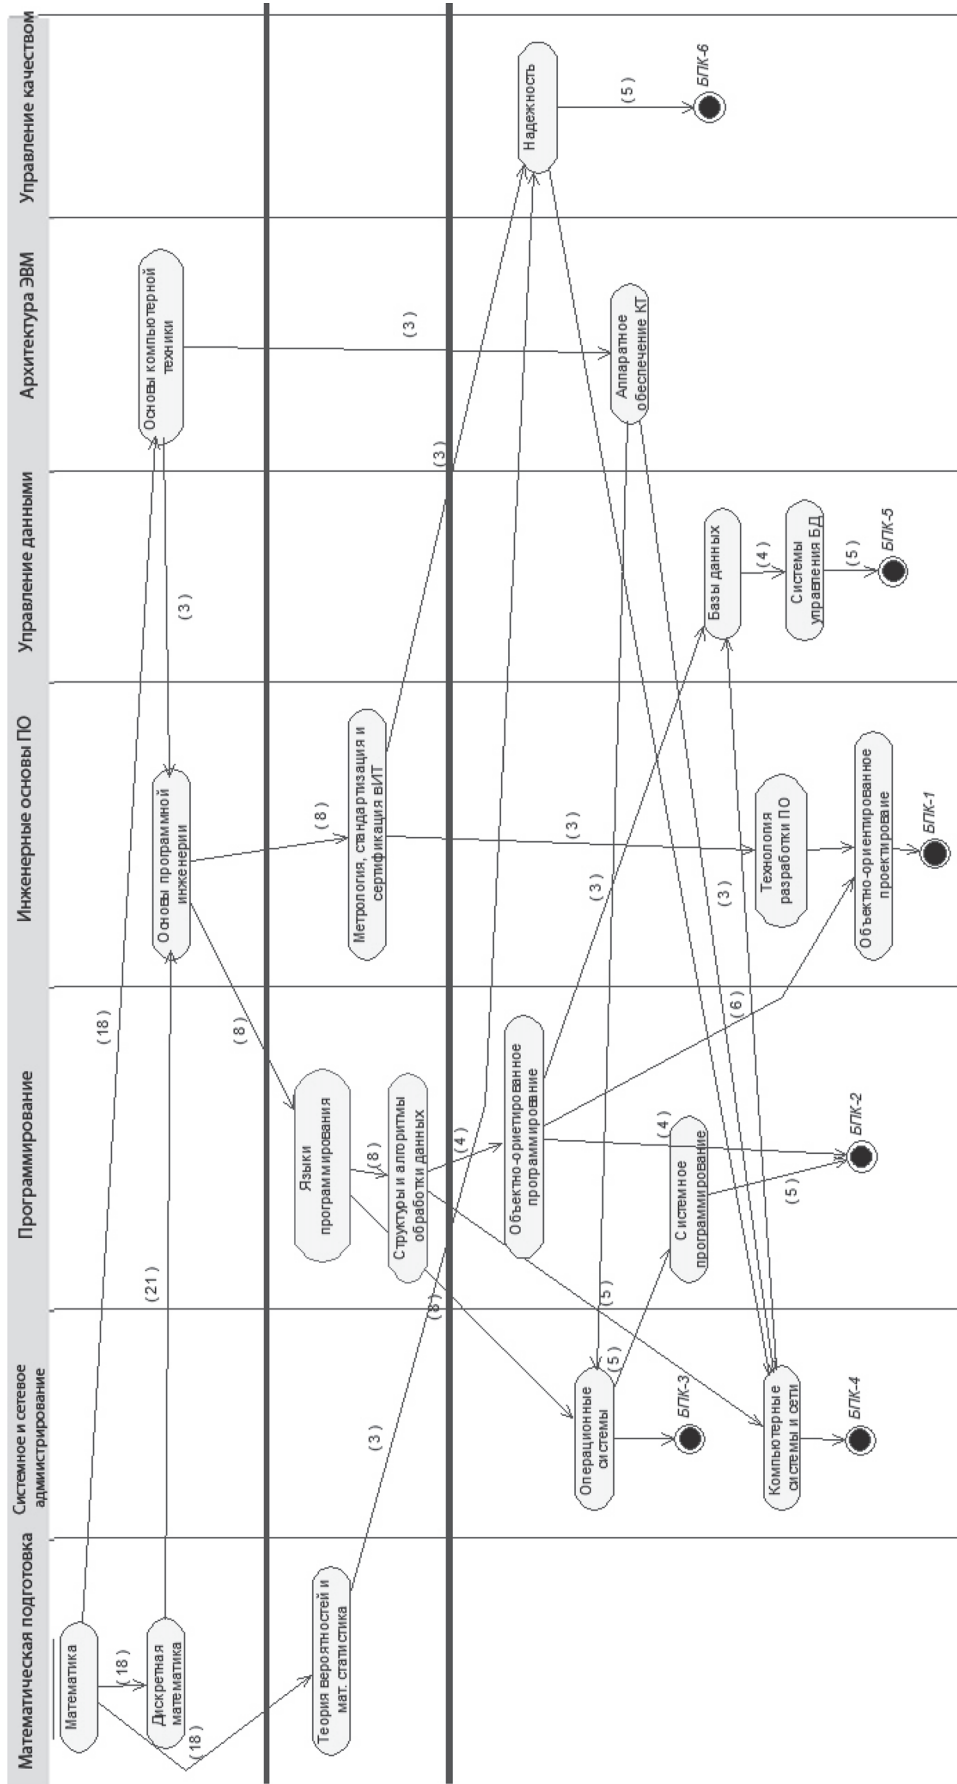 Математическая подготовка
Системное и сетевое
адмиистрирование
Программирование
Инженерные основы ПО
Управление данными
Архитектура ЭВМ
Управление качеством
Математика
(18)
(18)
(18)
Дискретная
математика
(21)
Основы программной
инженерии
(3)
Основы компьютерной
техники
(8)
(8)
(3)
Теория вероятностей и
мат. статистика
(3)
Языки
программирования
(8)
Структуры и алгоритмы
обработки данных
(8)
(4)
Метрология, стандартизация и
сертификация вИТ
(3)
(3)
Объектно-ориетированное
программирование
(3)
(6)
(4)
Надежность
(5)
БПК-6
Операционные
системы
(5)
(5)
БПК-3
Аппаратное
обеспечение КТ
Системное
программирование
(5)
Базы данных
(4)
(3)
Технология
разработки ПО
Компьютерные
системы и сети
БПК-4
Системы
управления БД
(5)
БПК-5
Объектно-ориентированное
проектирование
БПК-2
БПК-1